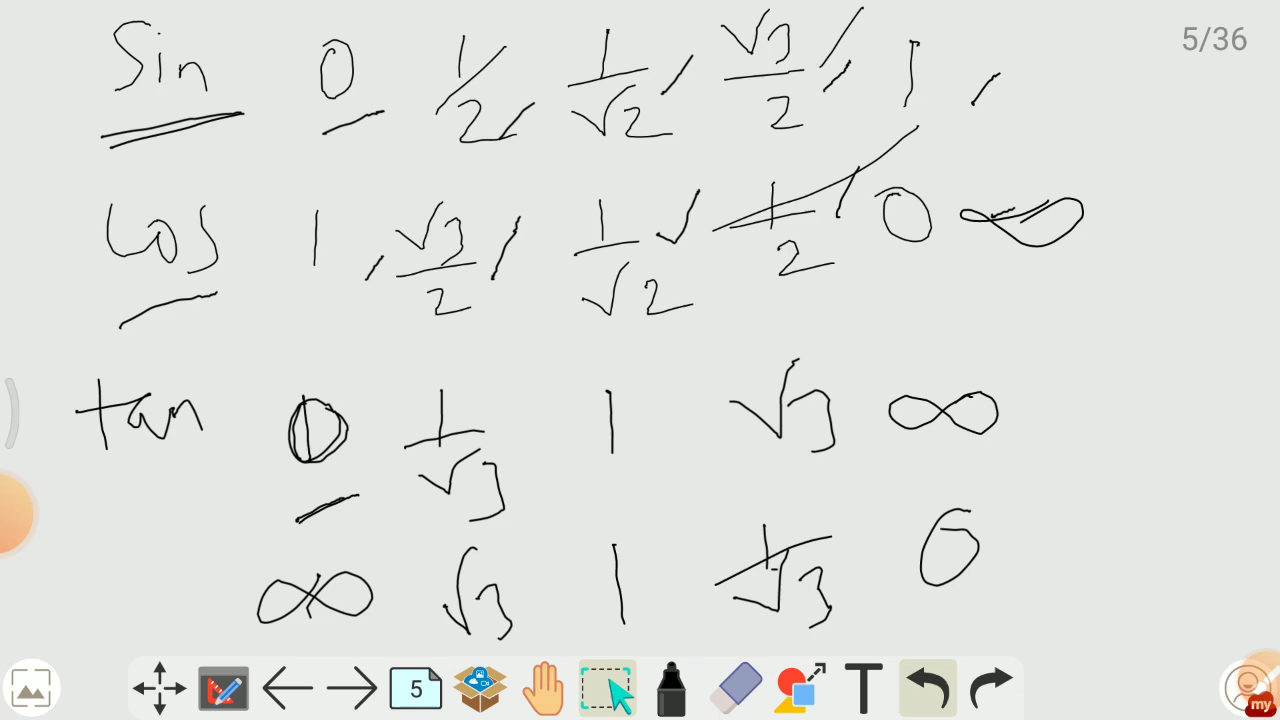 5/36
Sin 0 1/2, 1/√2, √3/2, 1,
Cos 1, √3/2, 1/√2 1/2, 0 ∞
tan 0 1/√3 1 √3 ∞
∞ √3 1 1/√3 0
5 T
my